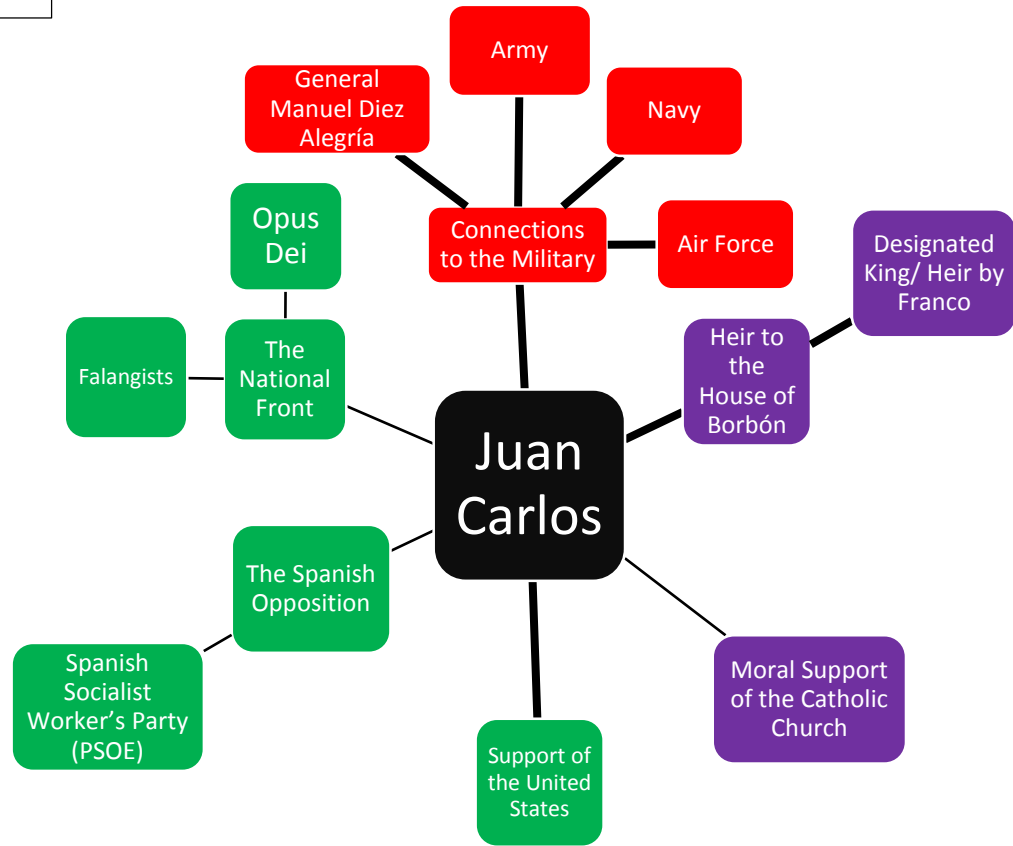 Army
General
Manuel Diez
Alegría
Navy
Opus
Dei
Connections
to the Military
Air Force
Designated
King/ Heir by
Franco
Falangists
The
National
Front
Heir to
the
House of
Borbón
Juan
Carlos
The Spanish
Opposition
Spanish
Socialist
Worker’s Party
(PSOE)
Support of
the United
States
Moral Support
of the Catholic
Church